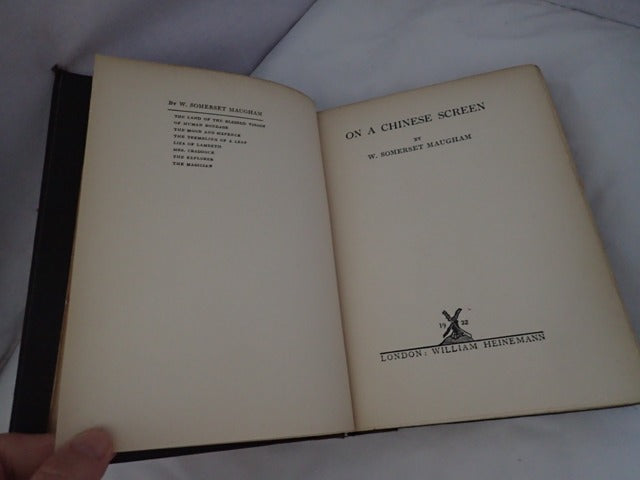 By W. SOMERSET MAUGHAM
THE LAND OF THE BLESSED VIRGIN
OF HUMAN BONDAGE
THE MOON AND SIXPENCE
THE TREMBLING OF A LEAF
LIZA OF LAMBETH
MRS. CRADDOCK
THE EXPLORER
THE MAGICIAN
ON A CHINESE SCREEN
BY
W. SOMERSET MAUGHAM
19 22
LONDON: WILLIAM HEINEMANN